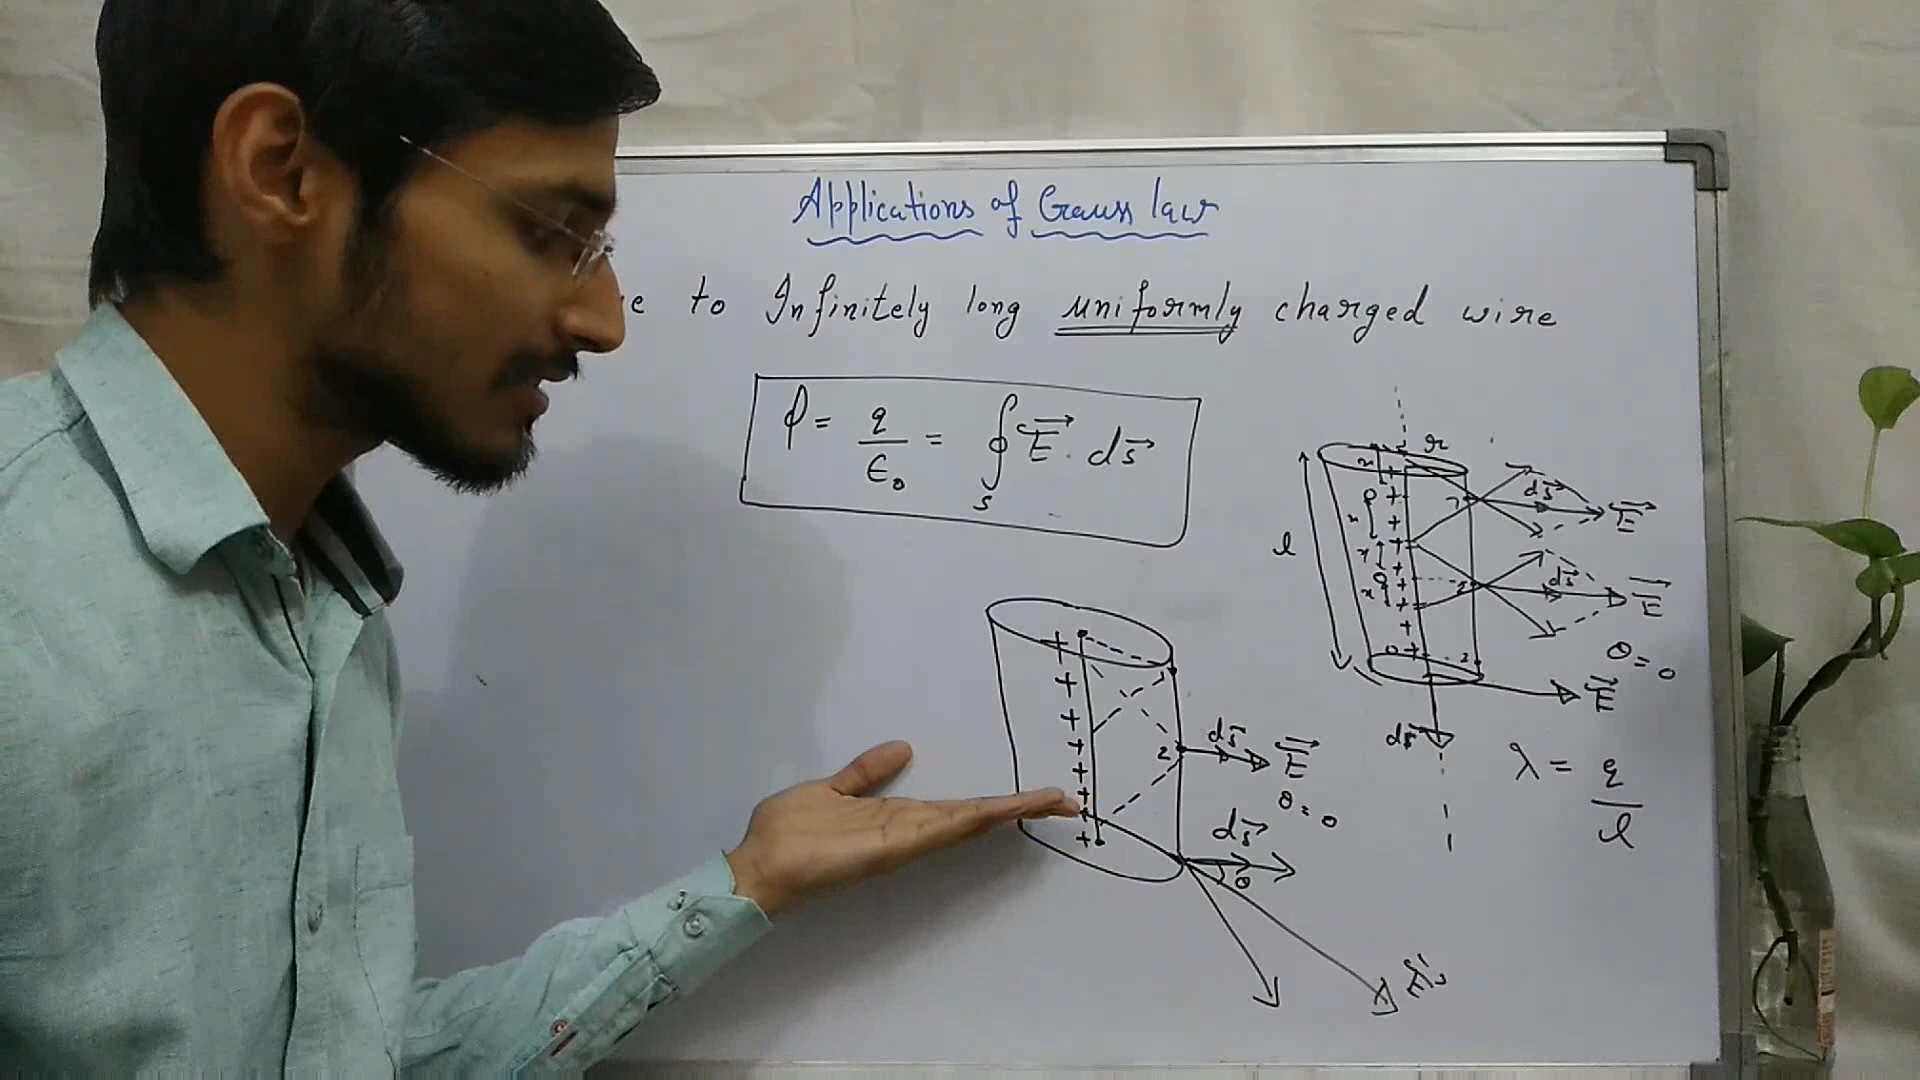 Applications of Gauss law
e to Infinitely long uniformly charged wire
φ = q/ε₀ = ∮ₛ E⃗ . ds⃗
r
ds⃗
E⃗
l
ds⃗
E⃗
θ = 0
E⃗
ds⃗
λ = q/l
2
ds⃗
E⃗
θ = 0
ds⃗
θ